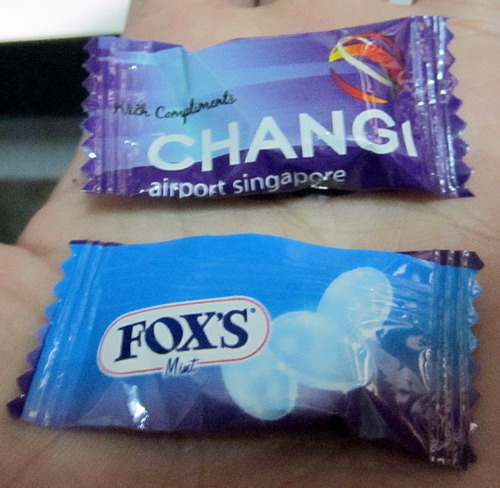 With Compliments
CHANGI
airport singapore
FOX'S
Mint